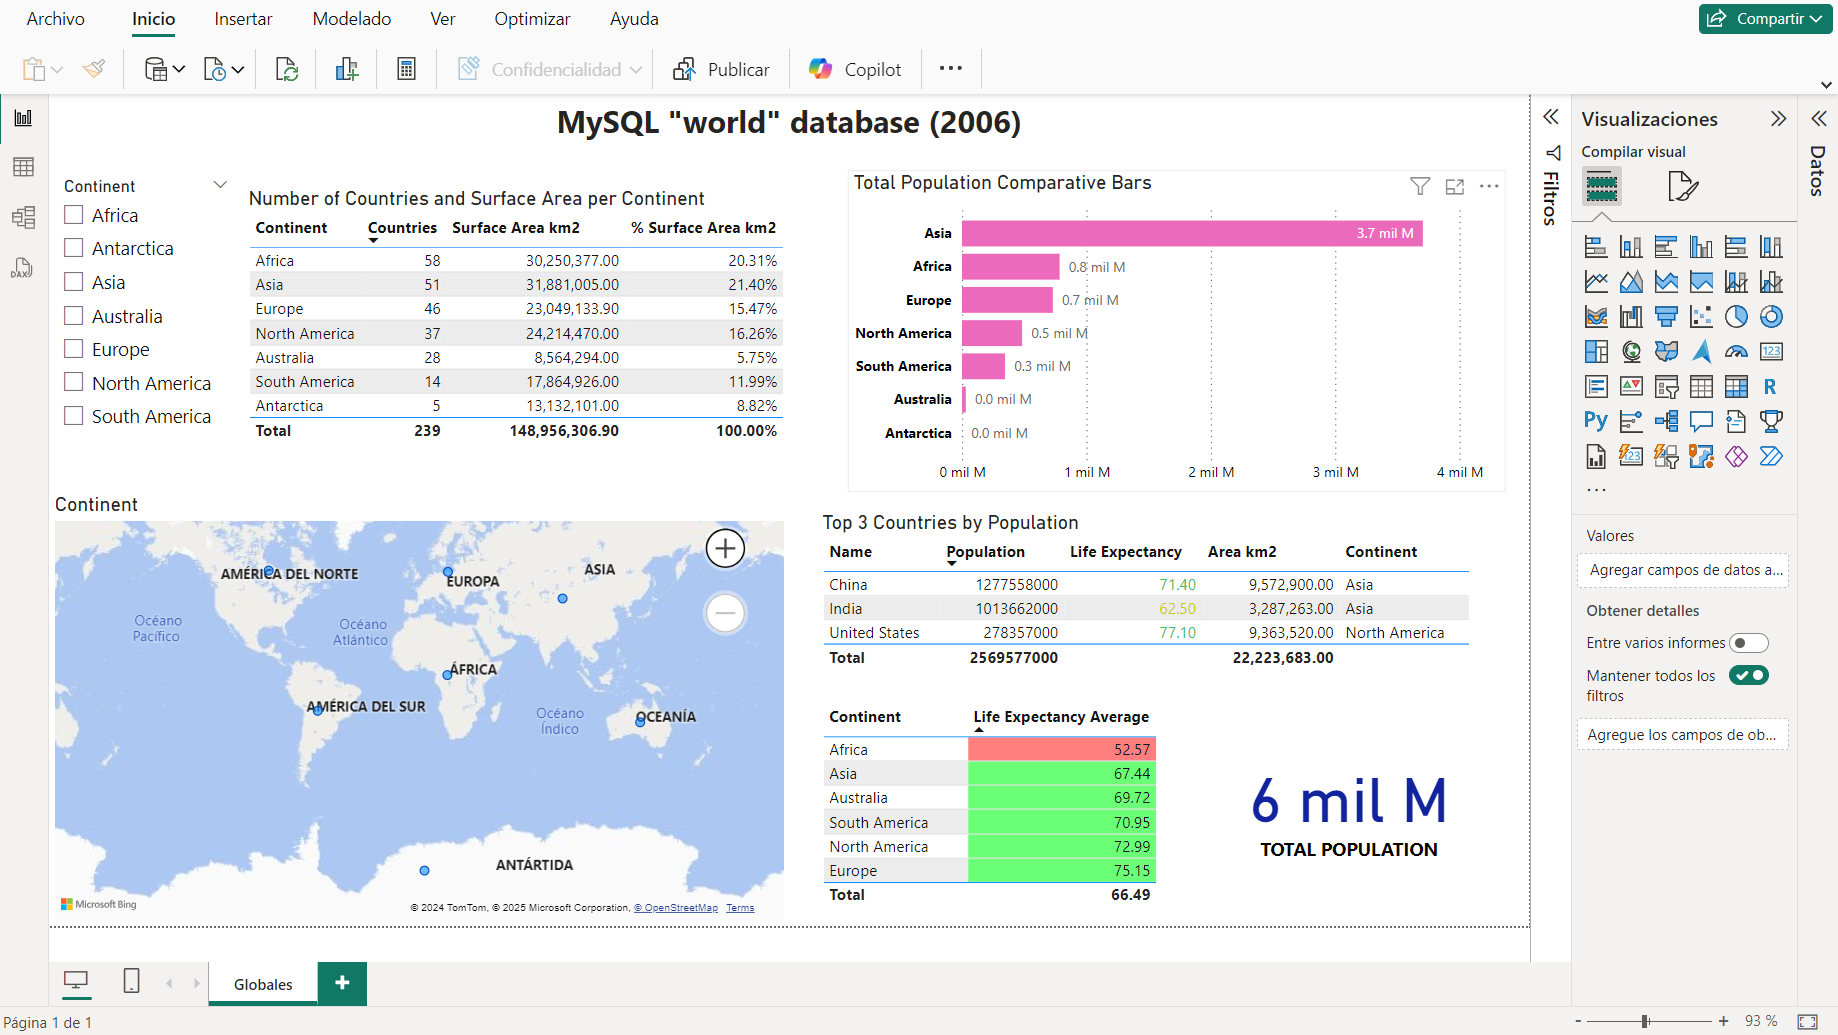 Archivo Inicio Insertar Modelado Ver Optimizar Ayuda Compartir
Confidencialidad Publicar Copilot
MySQL "world" database (2006)
Continent
Africa
Antarctica
Asia
Australia
Europe
North America
South America
Number of Countries and Surface Area per Continent
Continent Countries Surface Area km2 % Surface Area km2
Africa 58 30,250,377.00 20.31%
Asia 51 31,881,005.00 21.40%
Europe 46 23,049,133.90 15.47%
North America 37 24,214,470.00 16.26%
Australia 28 8,564,294.00 5.75%
South America 14 17,864,926.00 11.99%
Antarctica 5 13,132,101.00 8.82%
Total 239 148,956,306.90 100.00%
Total Population Comparative Bars
Asia 3.7 mil M
Africa 0.8 mil M
Europe 0.7 mil M
North America 0.5 mil M
South America 0.3 mil M
Australia 0.0 mil M
Antarctica 0.0 mil M
0 mil M 1 mil M 2 mil M 3 mil M 4 mil M
Continent
AMÉRICA DEL NORTE
EUROPA
ASIA
Océano
Pacífico
Océano
Atlántico
ÁFRICA
AMÉRICA DEL SUR
Océano
Índico
OCEANÍA
ANTÁRTIDA
Microsoft Bing
© 2024 TomTom, © 2025 Microsoft Corporation, © OpenStreetMap Terms
Top 3 Countries by Population
Name Population Life Expectancy Area km2 Continent
China 1277558000 71.40 9,572,900.00 Asia
India 1013662000 62.50 3,287,263.00 Asia
United States 278357000 77.10 9,363,520.00 North America
Total 2569577000 22,223,683.00
Continent Life Expectancy Average
Africa 52.57
Asia 67.44
Australia 69.72
South America 70.95
North America 72.99
Europe 75.15
Total 66.49
6 mil M
TOTAL POPULATION
Filtros
Visualizaciones
Compilar visual
123
R
Py
123
DAX
Valores
Agregar campos de datos a...
Obtener detalles
Entre varios informes
Mantener todos los
filtros
Agregue los campos de ob...
Datos
Globales
Página 1 de 1
- + 93 %